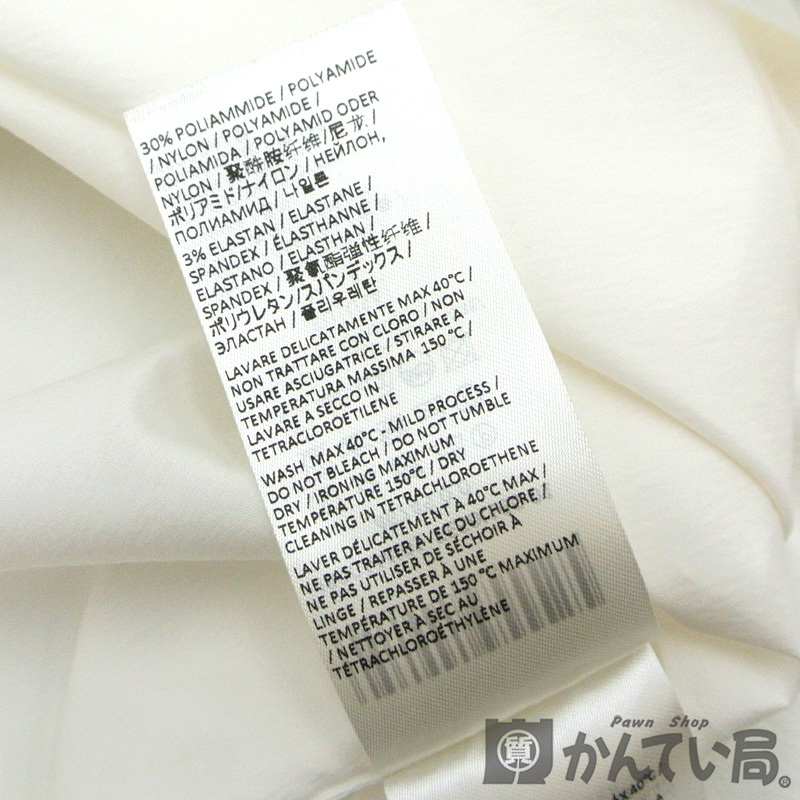 30% POLIAMMIDE / POLYAMIDE
/ NYLON / POLYAMIDE /
POLIAMIDA / POLYAMID ODER
NYLON / 聚酰胺纤维/尼龙/
ポリアミド/ナイロン / НЕЙЛОН,
ПОЛИАМИД / 나일론
3% ELASTAN / ELASTANE /
SPANDEX / ÉLASTHANNE /
ELASTANO / ELASTHAN /
SPANDEX / 聚氨酯弹性纤维 /
ポリウレタン/スパンデックス /
ЭЛАСТАН / 폴리우레탄
LAVARE DELICATAMENTE MAX 40°C /
NON TRATTARE CON CLORO / NON
USARE ASCIUGATRICE / STIRARE A
TEMPERATURA MASSIMA 150 °C /
LAVARE A SECCO IN
TETRACLOROETILENE
WASH MAX 40°C - MILD PROCESS /
DO NOT BLEACH / DO NOT TUMBLE
DRY / IRONING MAXIMUM
TEMPERATURE 150°C / DRY
CLEANING IN TETRACHLOROETHENE
LAVER DÉLICATEMENT À 40°C MAX /
NE PAS TRAITER AVEC DU CHLORE /
NE PAS UTILISER DE SÉCHOIR À
LINGE / REPASSER À UNE
TEMPÉRATURE DE 150 °C MAXIMUM
/ NETTOYER À SEC AU
TÉTRACHLOROÉTHYLÈNE
Pawn Shop
質 かんてい局®